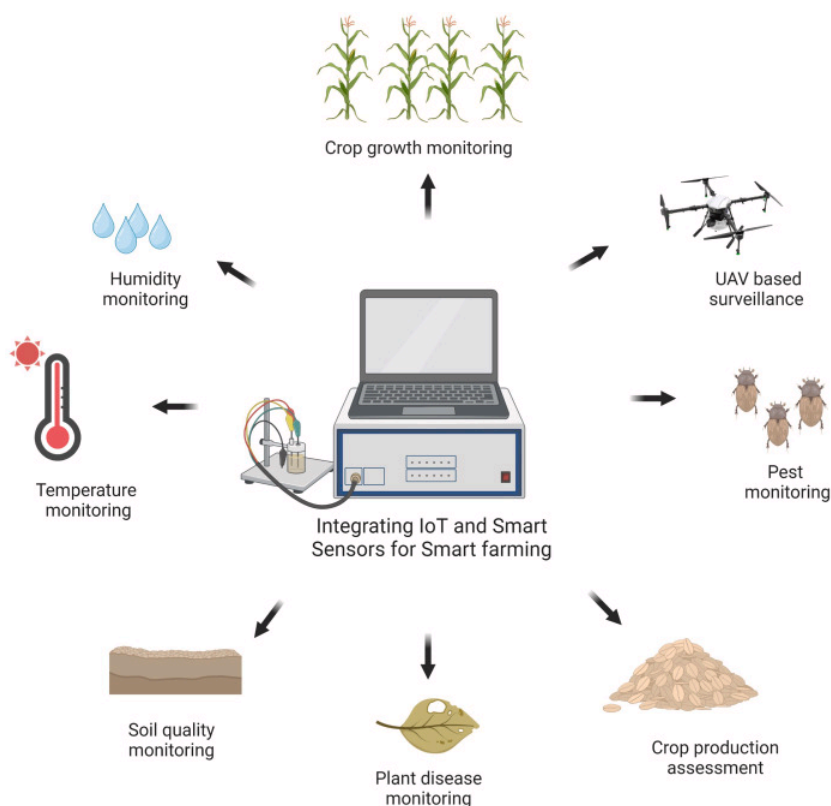 Crop growth monitoring
Humidity
monitoring
UAV based
surveillance
Temperature
monitoring
Pest
monitoring
Integrating IoT and Smart
Sensors for Smart farming
Soil quality
monitoring
Plant disease
monitoring
Crop production
assessment